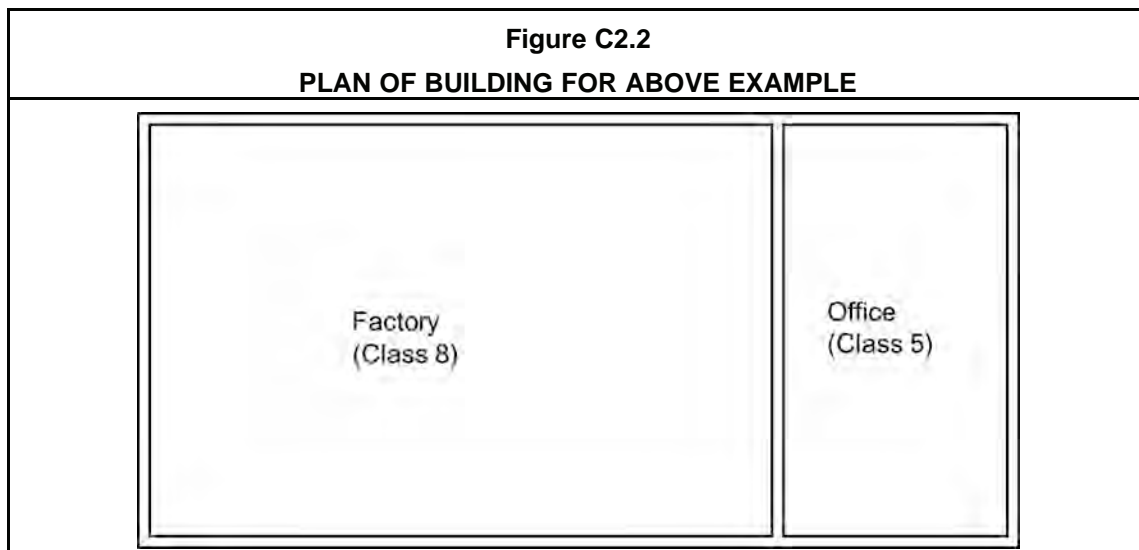 Figure C2.2
PLAN OF BUILDING FOR ABOVE EXAMPLE
Factory
(Class 8)
Office
(Class 5)